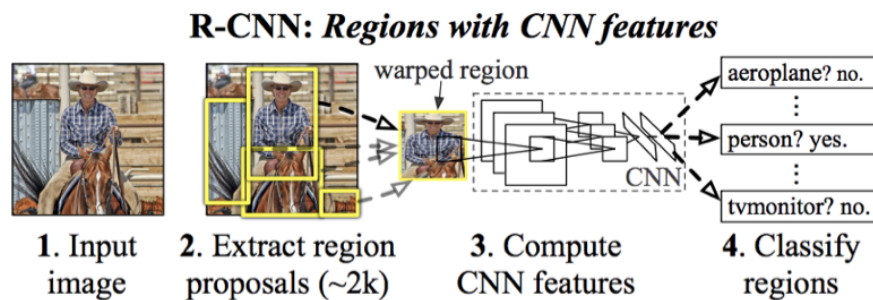 R-CNN: Regions with CNN features
warped region
aeroplane? no.
⋮
person? yes.
⋮
tvmonitor? no.
CNN
1. Input
image
2. Extract region
proposals (~2k)
3. Compute
CNN features
4. Classify
regions